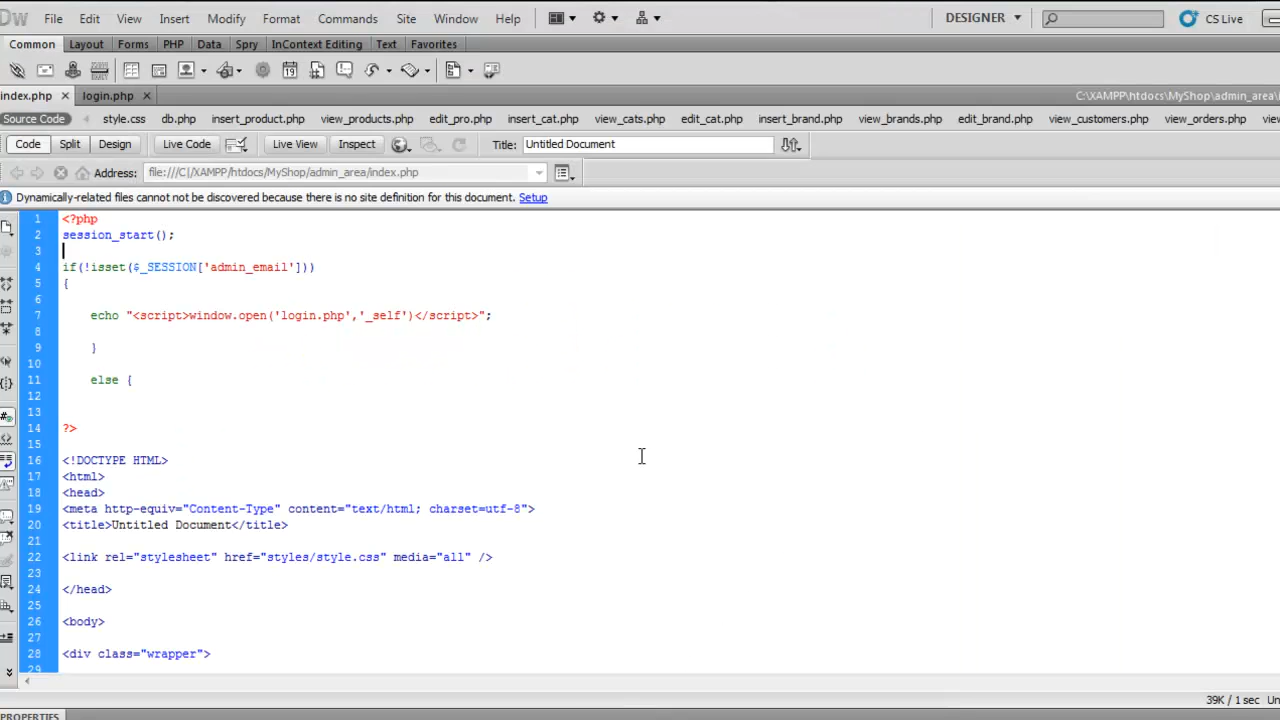 Dw File Edit View Insert Modify Format Commands Site Window Help DESIGNER CS Live
Common Layout Forms PHP Data Spry InContext Editing Text Favorites
19
index.php login.php C:\XAMPP\htdocs\MyShop\admin_area\
Source Code style.css db.php insert_product.php view_products.php edit_pro.php insert_cat.php view_cats.php edit_cat.php insert_brand.php view_brands.php edit_brand.php view_customers.php view_orders.php
Code Split Design Live Code Live View Inspect Title: Untitled Document
Address: file:///C|/XAMPP/htdocs/MyShop/admin_area/index.php
Dynamically-related files cannot be discovered because there is no site definition for this document. Setup
1 <?php
2 session_start();
3
4 if(!isset($_SESSION['admin_email']))
5 {
6
7 echo "<script>window.open('login.php','_self')</script>";
8
9 }
10
11 else {
12
13
14 ?>
15
16 <!DOCTYPE HTML>
17 <html>
18 <head>
19 <meta http-equiv="Content-Type" content="text/html; charset=utf-8">
20 <title>Untitled Document</title>
21
22 <link rel="stylesheet" href="styles/style.css" media="all" />
23
24 </head>
25
26 <body>
27
28 <div class="wrapper">
29
39K / 1 sec Un
PROPERTIES